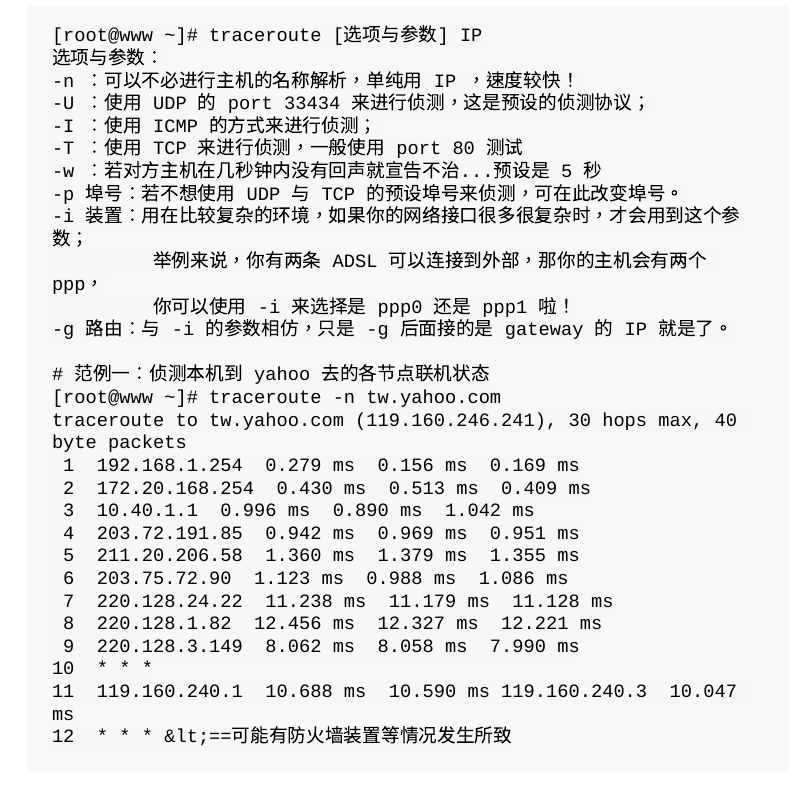 [root@www ~]# traceroute [选项与参数] IP
选项与参数：
-n ：可以不必进行主机的名称解析，单纯用 IP ，速度较快！
-U ：使用 UDP 的 port 33434 来进行侦测，这是预设的侦测协议；
-I ：使用 ICMP 的方式来进行侦测；
-T ：使用 TCP 来进行侦测，一般使用 port 80 测试
-w ：若对方主机在几秒钟内没有回声就宣告不治...预设是 5 秒
-p 埠号：若不想使用 UDP 与 TCP 的预设埠号来侦测，可在此改变埠号。
-i 装置：用在比较复杂的环境，如果你的网络接口很多很复杂时，才会用到这个参
数；
举例来说，你有两条 ADSL 可以连接到外部，那你的主机会有两个
ppp，
你可以使用 -i 来选择是 ppp0 还是 ppp1 啦！
-g 路由：与 -i 的参数相仿，只是 -g 后面接的是 gateway 的 IP 就是了。
# 范例一：侦测本机到 yahoo 去的各节点联机状态
[root@www ~]# traceroute -n tw.yahoo.com
traceroute to tw.yahoo.com (119.160.246.241), 30 hops max, 40
byte packets
1  192.168.1.254  0.279 ms  0.156 ms  0.169 ms
2  172.20.168.254  0.430 ms  0.513 ms  0.409 ms
3  10.40.1.1  0.996 ms  0.890 ms  1.042 ms
4  203.72.191.85  0.942 ms  0.969 ms  0.951 ms
5  211.20.206.58  1.360 ms  1.379 ms  1.355 ms
6  203.75.72.90  1.123 ms  0.988 ms  1.086 ms
7  220.128.24.22  11.238 ms  11.179 ms  11.128 ms
8  220.128.1.82  12.456 ms  12.327 ms  12.221 ms
9  220.128.3.149  8.062 ms  8.058 ms  7.990 ms
10  * * *
11  119.160.240.1  10.688 ms  10.590 ms 119.160.240.3  10.047
ms
12  * * * &lt;==可能有防火墙装置等情况发生所致